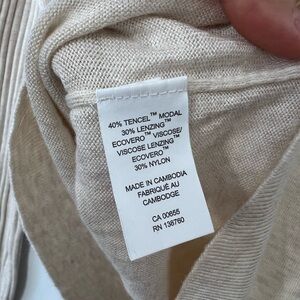 40% TENCEL™ MODAL
30% LENZING™
ECOVERO™ VISCOSE/
VISCOSE LENZING™
ECOVERO™
30% NYLON
MADE IN CAMBODIA
FABRIQUÉ AU
CAMBODGE
CA 00855
RN 138760